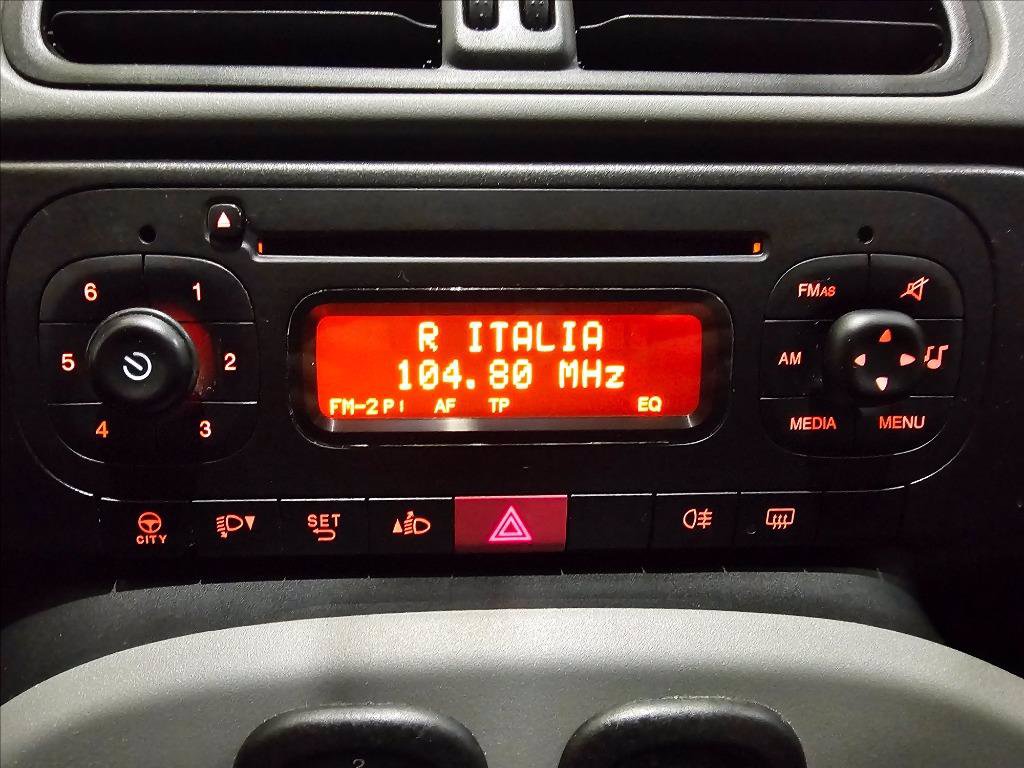 6 1
5 2
4 3
R ITALIA
104.80 MHz
FM-2 P1 AF TP EQ
FMAS
AM
MEDIA MENU
CITY
SET
2